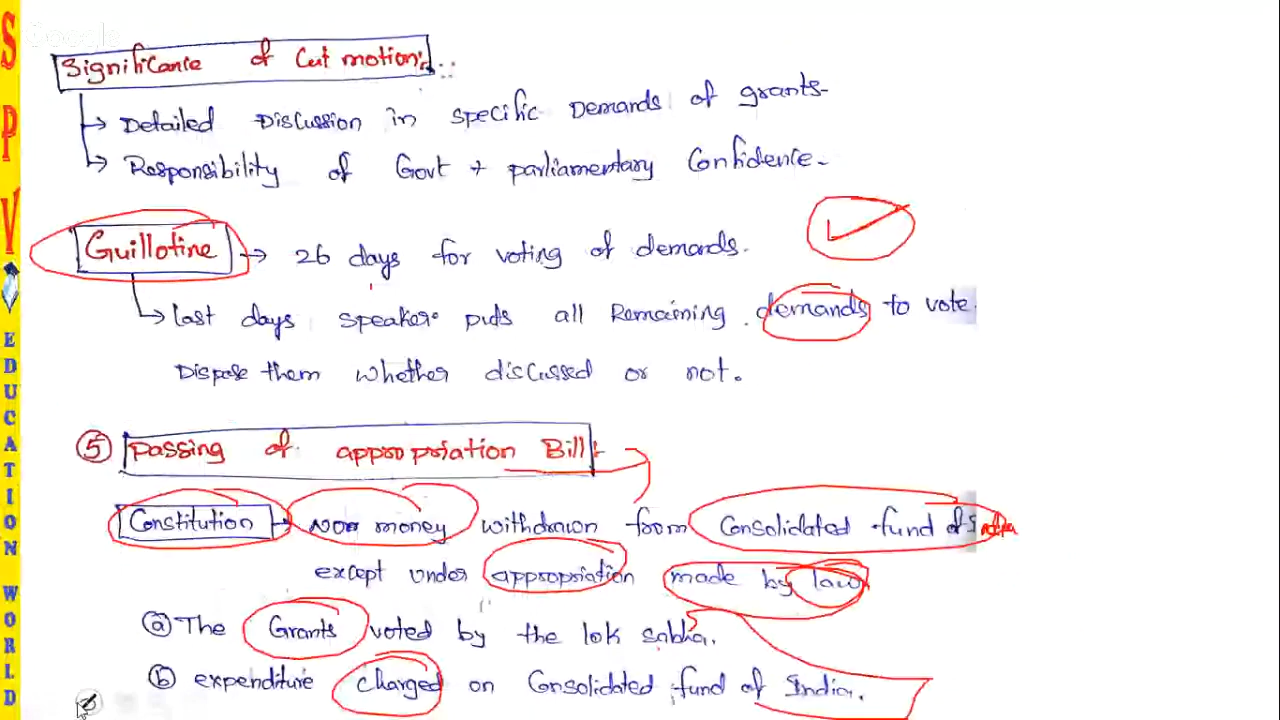 Google
SPV EDUCATION WORLD
Significance of Cut motion:
→ Detailed Discussion in specific Demands of grants-
→ Responsibility of Govt + parliamentary Confidence-
Guillotine → 26 days for voting of demands.
→ last days speaker puts all Remaining demands to vote.
Dispose them whether discussed or not.
5 passing of appropriation Bill:
Constitution → money withdrawn form Consolidated fund of India
except under appropriation made by law
a The Grants voted by the lok sabha.
b expenditure charged on Consolidated fund of India.